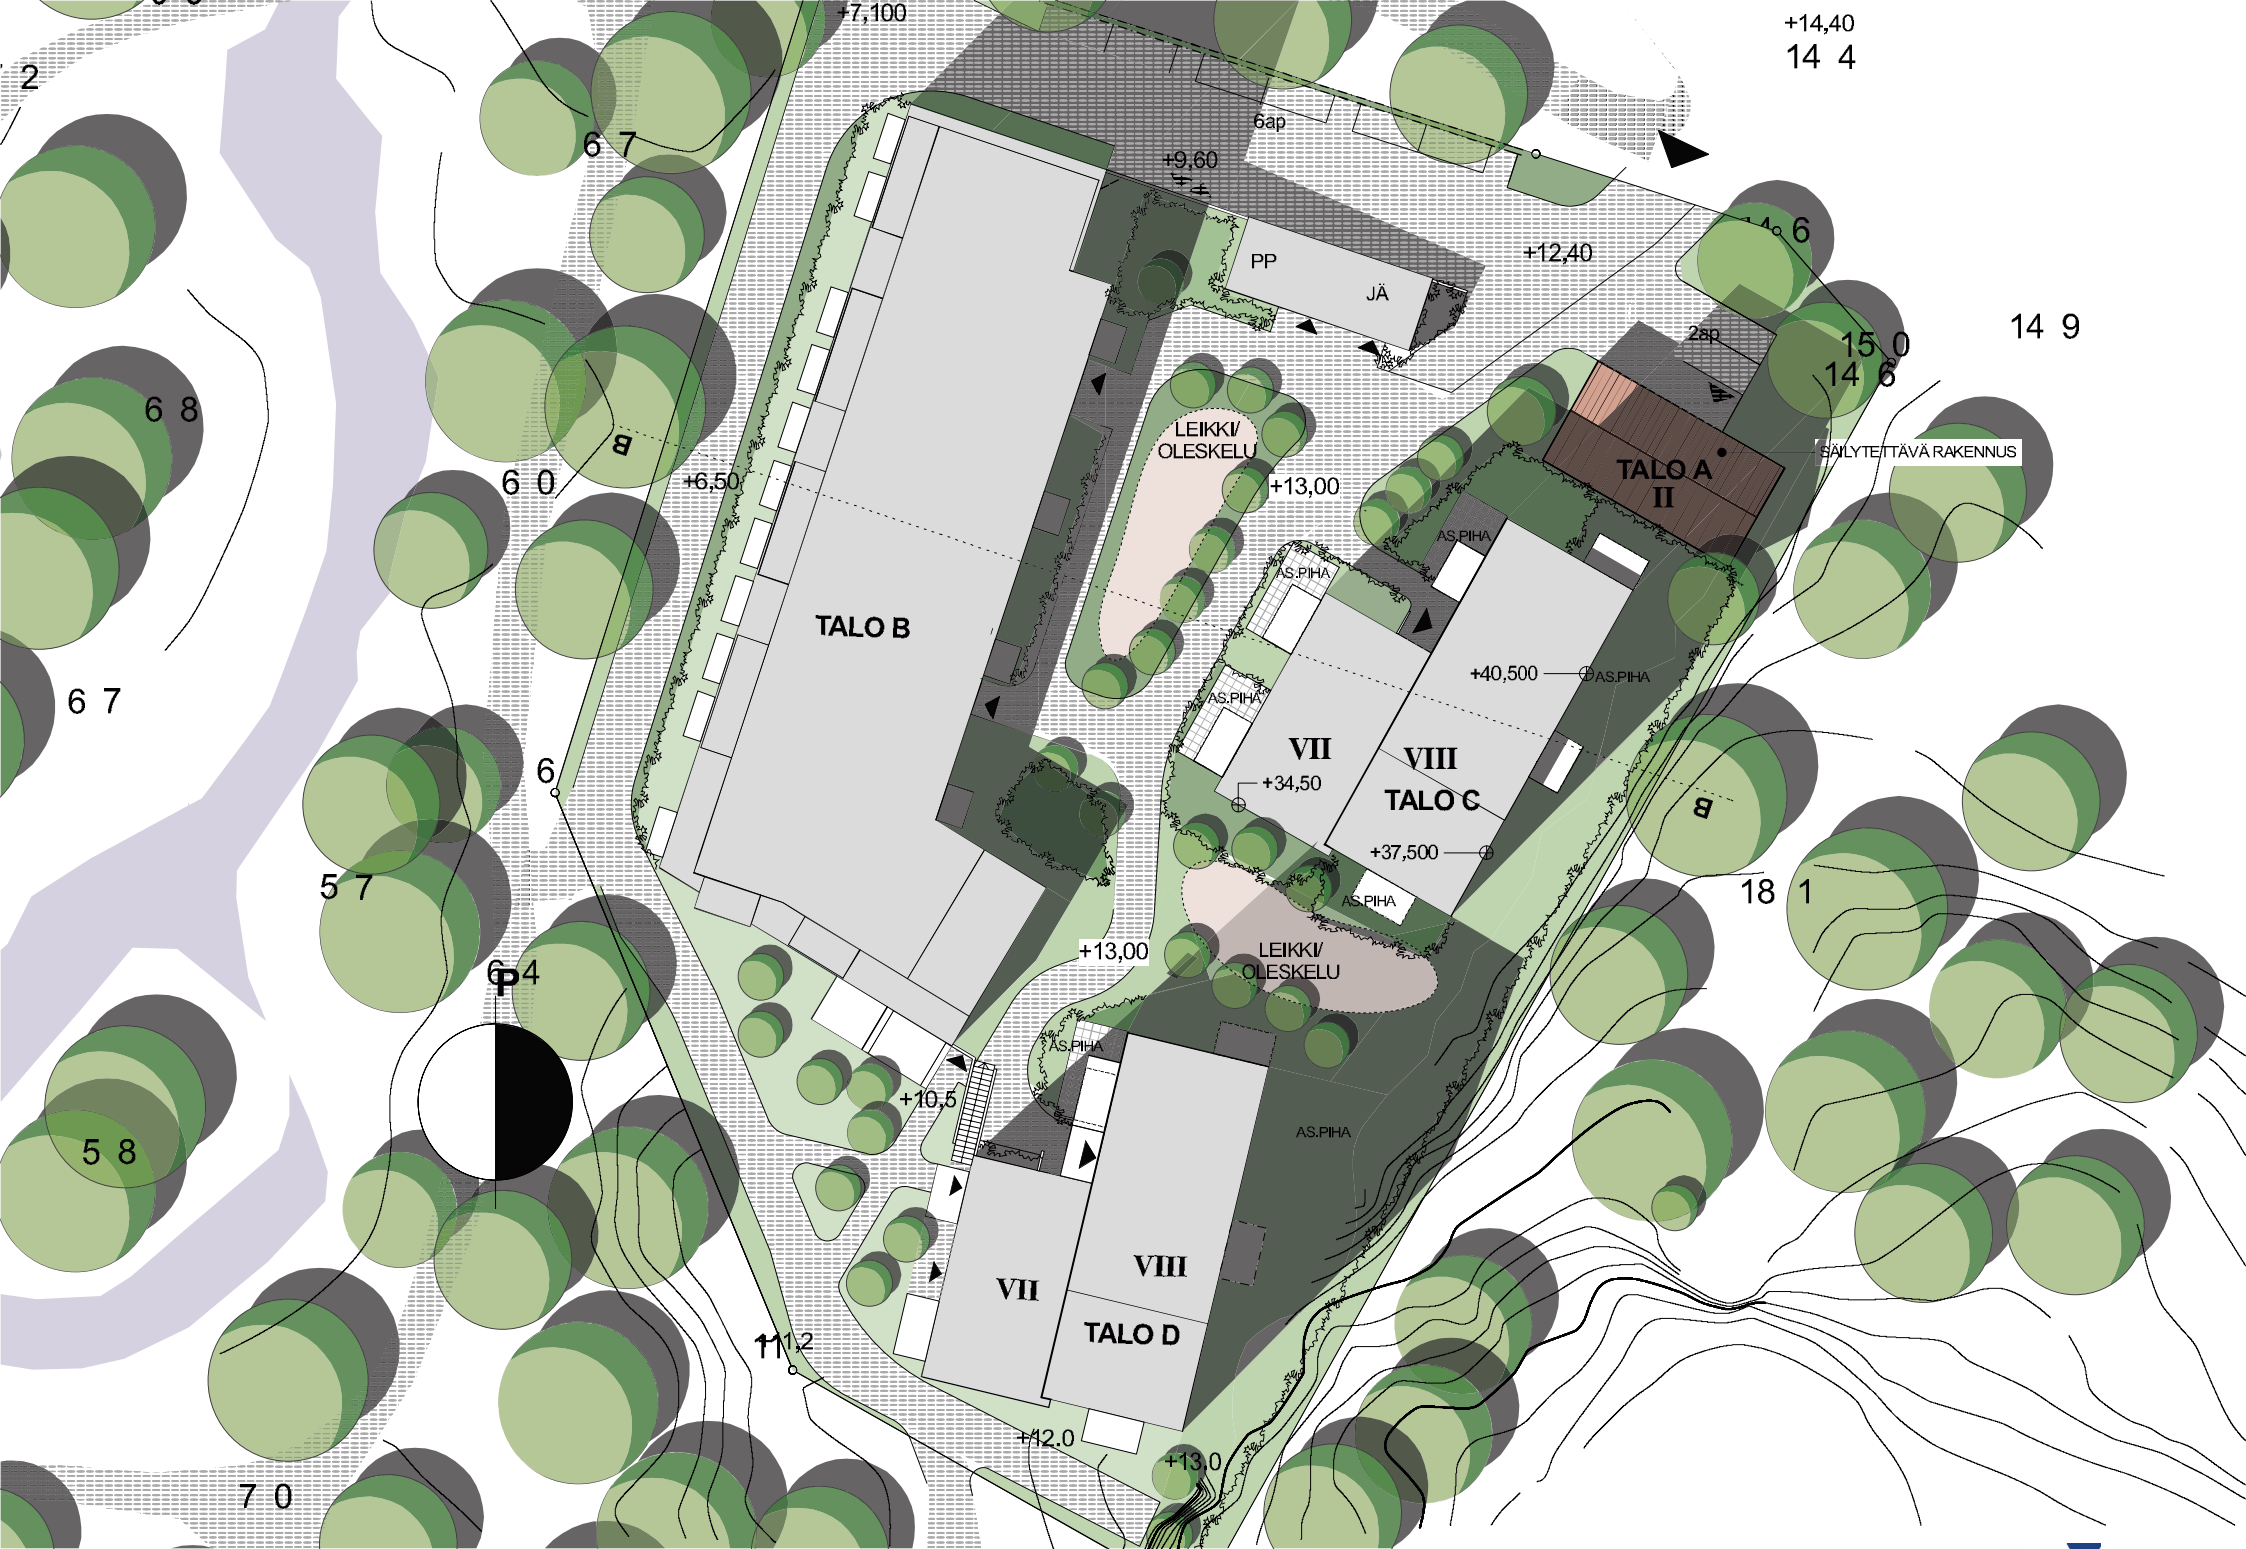 +7,100
+14,40
14 4
2
6 7
6ap
+9,60
14 6
+12,40
PP
JÄ
14 9
2ap
15 0
14 6
6 8
LEIKKI/
OLESKELU
B
SÄILYTETTÄVÄ RAKENNUS
TALO A
II
6 0
+6,50
+13,00
AS.PIHA
AS.PIHA
TALO B
+40,500
AS.PIHA
6 7
AS.PIHA
VII
VIII
6
+34,50
TALO C
B
+37,500
5 7
18 1
AS.PIHA
+13,00
LEIKKI/
OLESKELU
6 4
P
AS.PIHA
+10,5
AS.PIHA
5 8
VIII
VII
TALO D
11,2
+12.0
+13.0
7 0